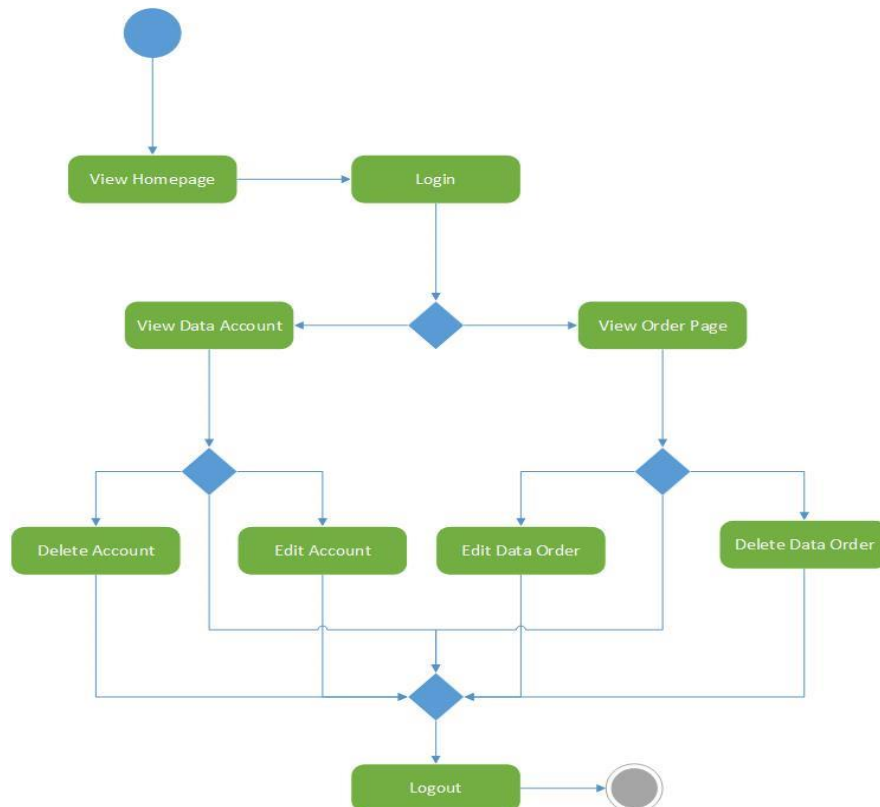 View Homepage
Login
View Data Account
View Order Page
Delete Account
Edit Account
Edit Data Order
Delete Data Order
Logout